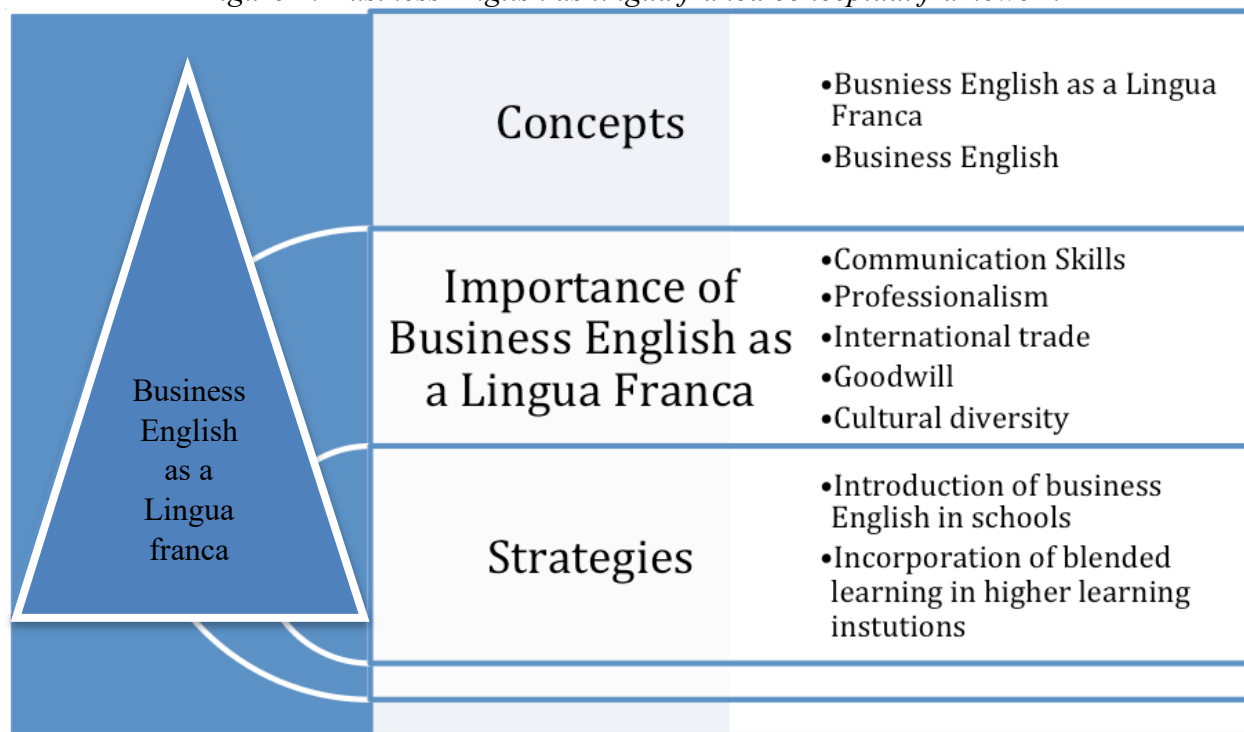 Business
English
as a
Lingua
franca
Concepts
•Busniess English as a Lingua
Franca
•Business English
Importance of
Business English as
a Lingua Franca
•Communication Skills
•Professionalism
•International trade
•Goodwill
•Cultural diversity
Strategies
•Introduction of business
English in schools
•Incorporation of blended
learning in higher learning
instutions